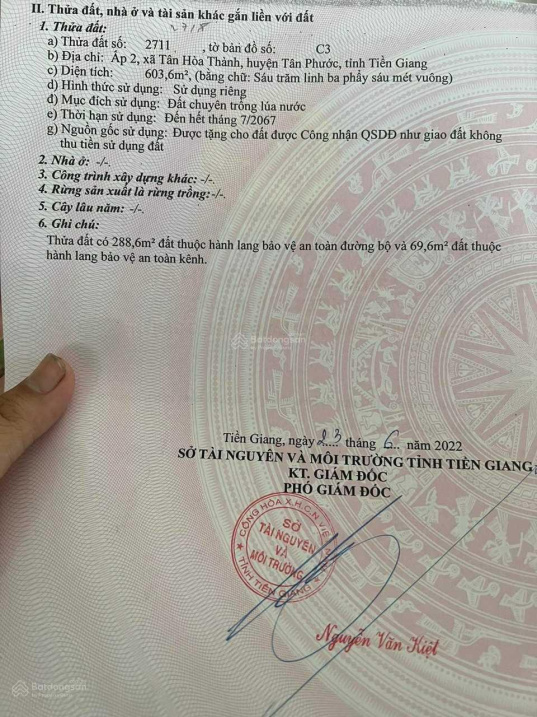 II. Thửa đất, nhà ở và tài sản khác gắn liền với đất
1. Thửa đất:
a) Thửa đất số: 2711 , tờ bản đồ số: C3
b) Địa chỉ: Ấp 2, xã Tân Hòa Thành, huyện Tân Phước, tỉnh Tiền Giang
c) Diện tích: 603,6m², (bằng chữ: Sáu trăm linh ba phẩy sáu mét vuông)
d) Hình thức sử dụng: Sử dụng riêng
đ) Mục đích sử dụng: Đất chuyên trồng lúa nước
e) Thời hạn sử dụng: Đến hết tháng 7/2067
g) Nguồn gốc sử dụng: Được tặng cho đất được Công nhận QSDĐ như giao đất không
thu tiền sử dụng đất
2. Nhà ở: -/-.
3. Công trình xây dựng khác: -/-.
4. Rừng sản xuất là rừng trồng: -/-.
5. Cây lâu năm: -/-.
6. Ghi chú:
Thửa đất có 288,6m² đất thuộc hành lang bảo vệ an toàn đường bộ và 69,6m² đất thuộc
hành lang bảo vệ an toàn kênh.
Batdongsan
Tiền Giang, ngày 23 tháng 6 năm 2022
SỞ TÀI NGUYÊN VÀ MÔI TRƯỜNG TỈNH TIỀN GIANG
KT. GIÁM ĐỐC
PHÓ GIÁM ĐỐC
CỘNG HÒA X.H.C.N VIỆT
SỞ
TÀI NGUYÊN
VÀ
MÔI TRƯỜNG
TỈNH TIỀN GIANG
Nguyễn Văn Kiệt
Batdongsan